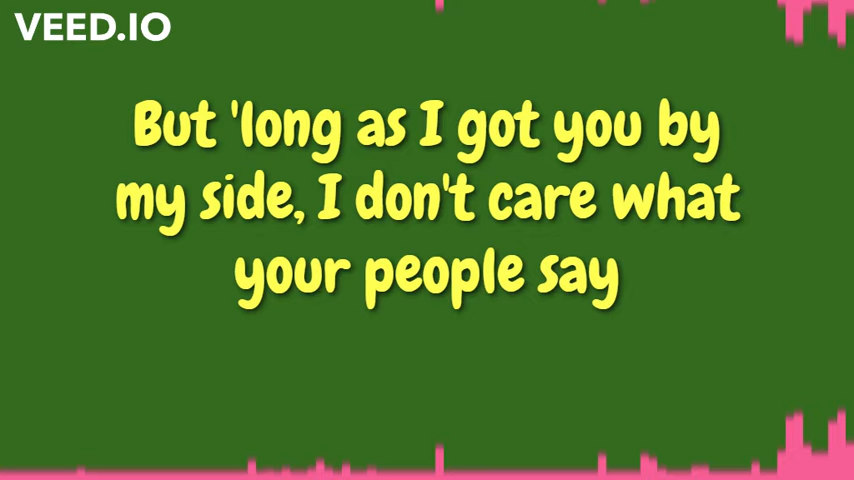 VEED.IO
But 'long as I got you by
my side, I don't care what
your people say